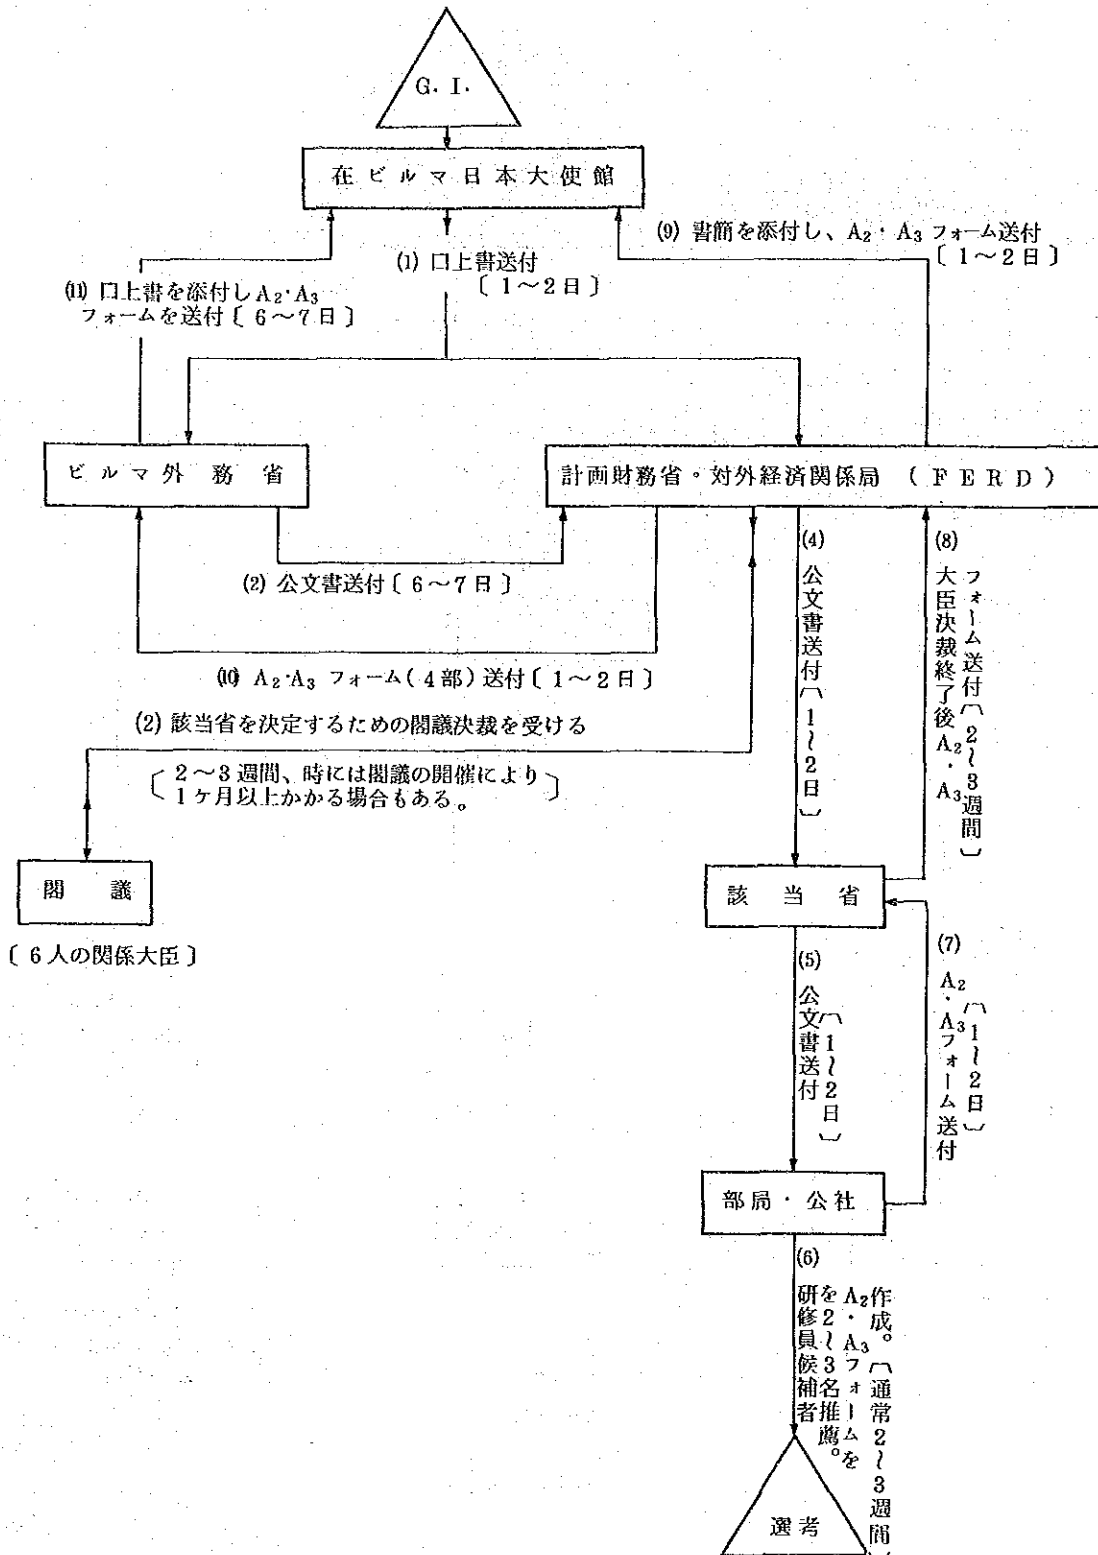 G. I.
在ビルマ日本大使館
(9) 書簡を添付し、A₂・A₃ フォーム送付
〔 1〜2日 〕
(1) 口上書送付
〔 1〜2日 〕
(11) 口上書を添付しA₂・A₃
フォームを送付〔 6〜7日 〕
ビルマ外務省
計画財務省・対外経済関係局 ( FERD )
(2) 公文書送付〔 6〜7日 〕
(10) A₂・A₃ フォーム(4部)送付〔 1〜2日 〕
(2) 該当省を決定するための閣議決裁を受ける
〔 2〜3週間、時には閣議の開催により
1ヶ月以上かかる場合もある。 〕
閣議
〔 6人の関係大臣 〕
(4)
公文書送付〔1〜2日〕
(8)
大臣決裁終了後A₂・A₃
フォーム送付〔2〜3週間〕
該当省
(5)
公文書送付
〔1〜2日〕
(7)
A₂・A₃フォーム送付
〔1〜2日〕
部局・公社
(6)
研修員候補者
を2〜3名推薦。
A₂・A₃フォームを
作成。〔通常2〜3週間〕
選考